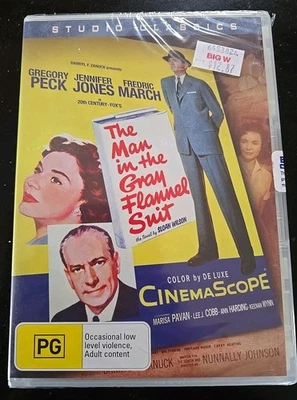 STUDIO CLASSICS
DARRYL F. ZANUCK presents
BIG W
GREGORY PECK
JENNIFER JONES
FREDRIC MARCH
in
20th CENTURY-FOX'S
The
Man
in the
Gray
Flannel
Suit
the Novel by SLOAN WILSON
COLOR by DE LUXE
CINEMASCOPE
MARISA PAVAN · LEE J. COBB · ANN HARDING · KEENAN WYNN
NUNNALLY JOHNSON
PG
Occasional low
level violence,
Adult content